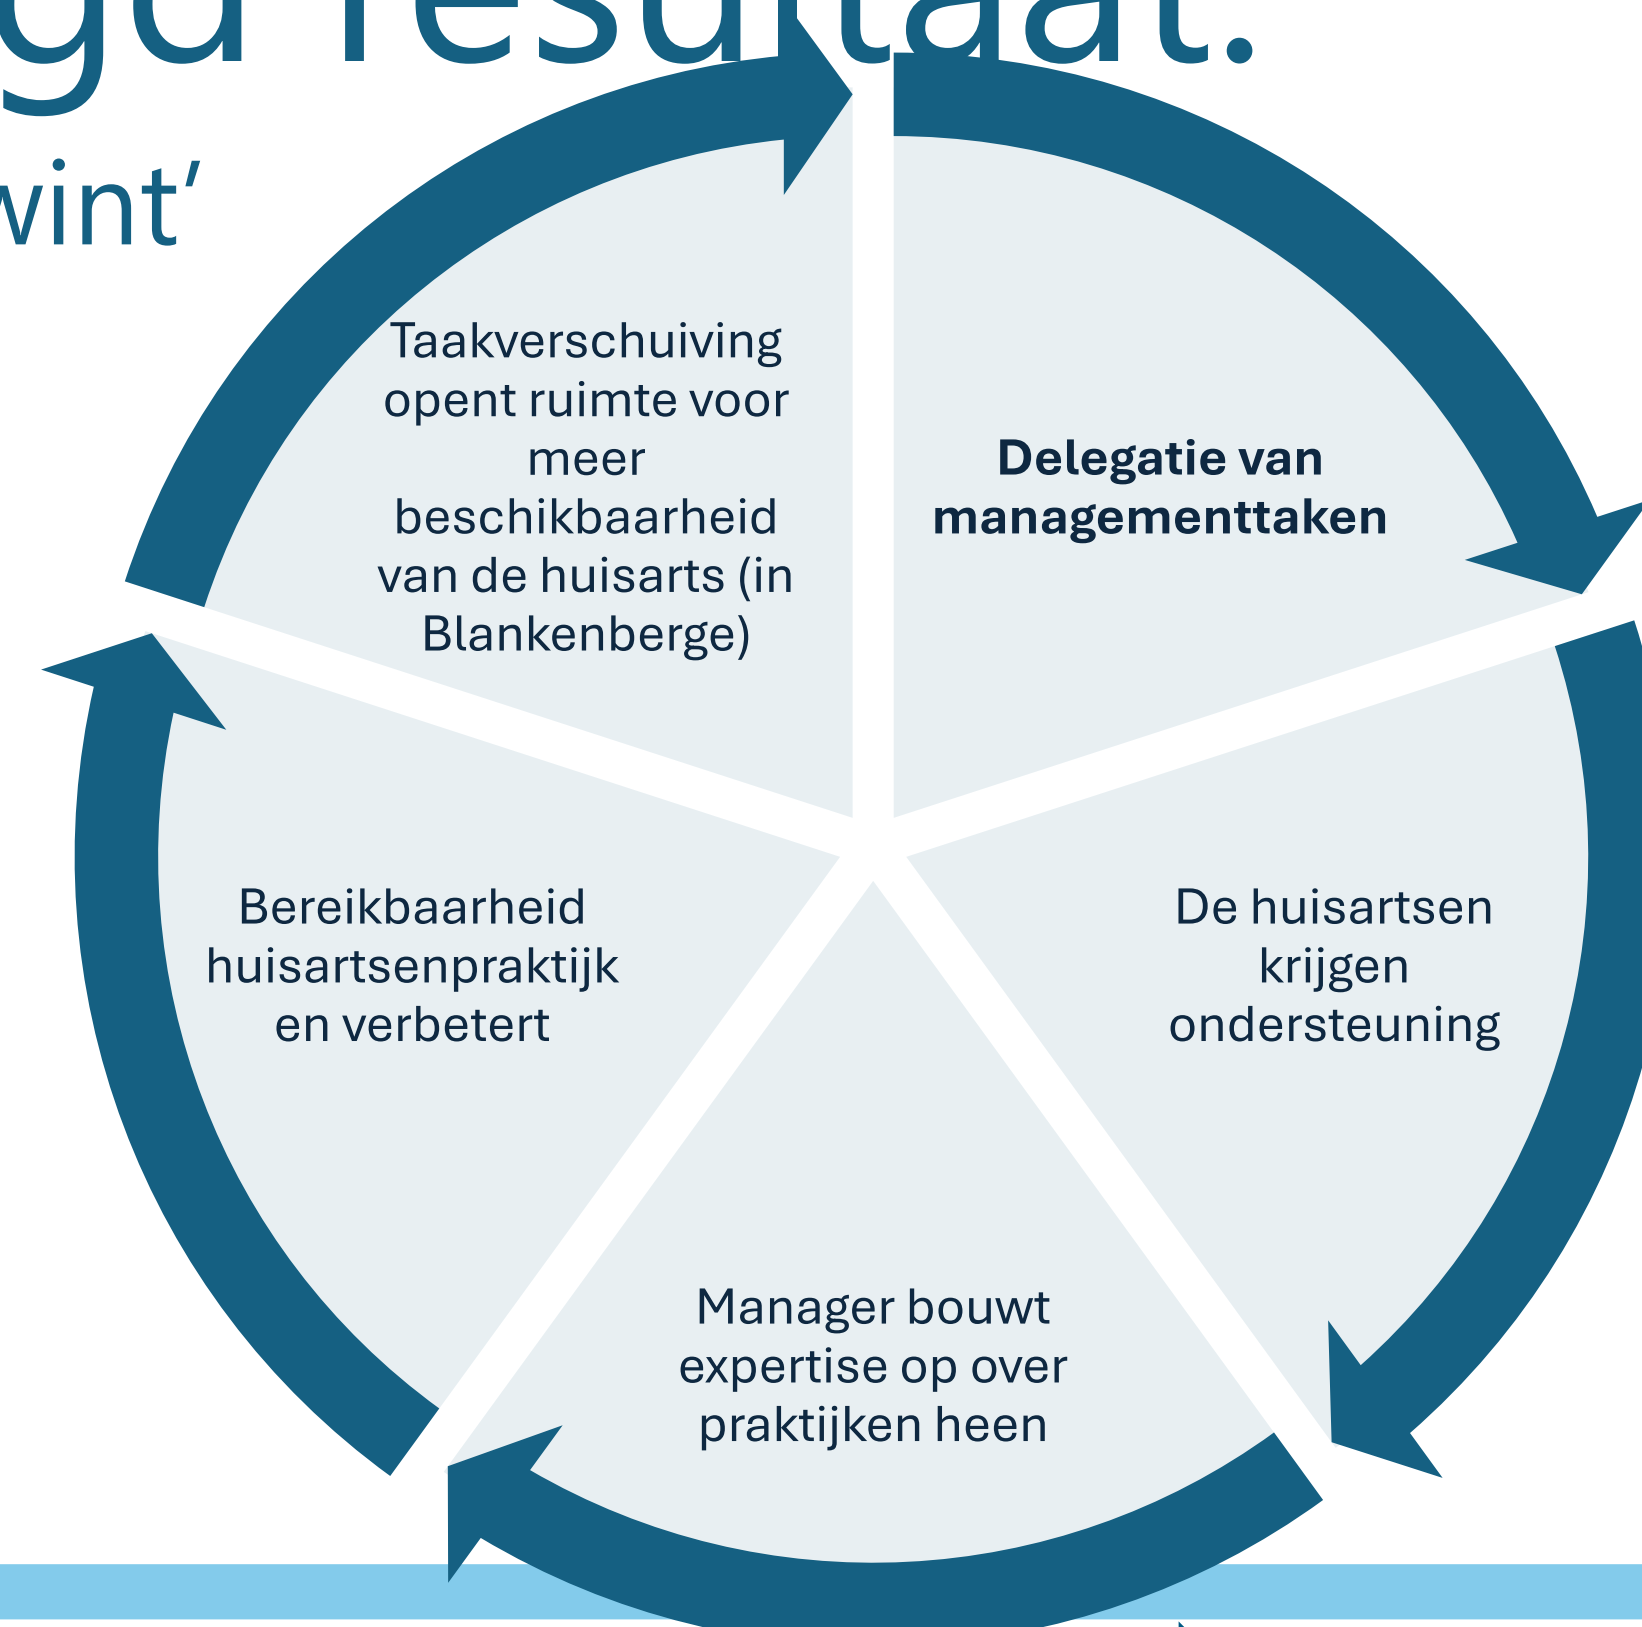 resultaat.
wint’
Taakverschuiving
opent ruimte voor
meer
beschikbaarheid
van de huisarts (in
Blankenberge)
Delegatie van
managementtaken
Bereikbaarheid
huisartsenpraktijk
en verbetert
De huisartsen
krijgen
ondersteuning
Manager bouwt
expertise op over
praktijken heen